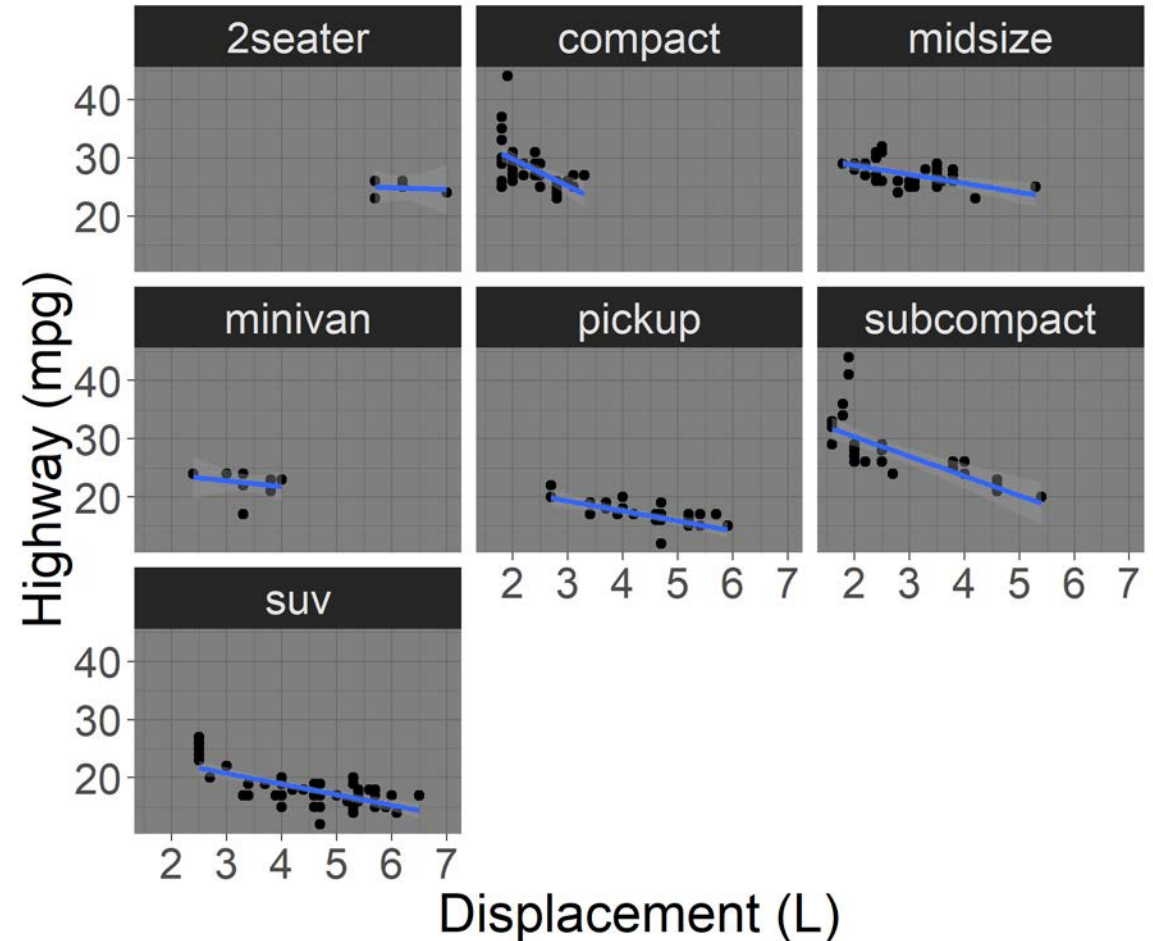 2seater compact midsize
40
30
20
minivan pickup subcompact
40
30
20
2 3 4 5 6 7 2 3 4 5 6 7
suv
40
30
20
2 3 4 5 6 7
Highway (mpg)
Displacement (L)